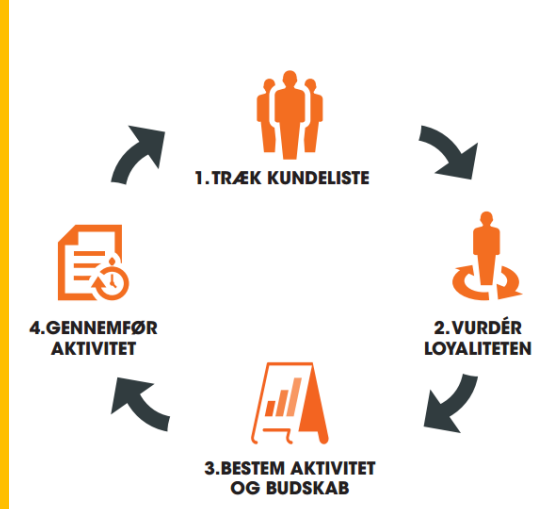 1.TRÆK KUNDELISTE
2.VURDÉR
LOYALITETEN
3.BESTEM AKTIVITET
OG BUDSKAB
4.GENNEMFØR
AKTIVITET